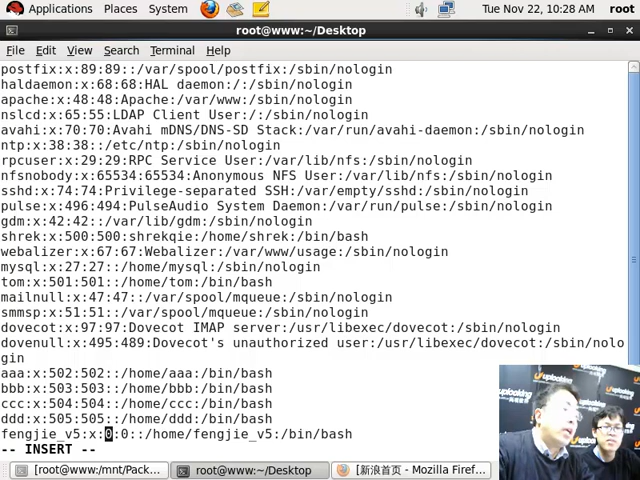 Applications Places System Tue Nov 22, 10:28 AM root
root@www:~/Desktop
File Edit View Search Terminal Help
postfix:x:89:89::/var/spool/postfix:/sbin/nologin
haldaemon:x:68:68:HAL daemon:/:/sbin/nologin
apache:x:48:48:Apache:/var/www:/sbin/nologin
nslcd:x:65:55:LDAP Client User:/:/sbin/nologin
avahi:x:70:70:Avahi mDNS/DNS-SD Stack:/var/run/avahi-daemon:/sbin/nologin
ntp:x:38:38::/etc/ntp:/sbin/nologin
rpcuser:x:29:29:RPC Service User:/var/lib/nfs:/sbin/nologin
nfsnobody:x:65534:65534:Anonymous NFS User:/var/lib/nfs:/sbin/nologin
sshd:x:74:74:Privilege-separated SSH:/var/empty/sshd:/sbin/nologin
pulse:x:496:494:PulseAudio System Daemon:/var/run/pulse:/sbin/nologin
gdm:x:42:42::/var/lib/gdm:/sbin/nologin
shrek:x:500:500:shrekqie:/home/shrek:/bin/bash
webalizer:x:67:67:Webalizer:/var/www/usage:/sbin/nologin
mysql:x:27:27::/home/mysql:/sbin/nologin
tom:x:501:501::/home/tom:/bin/bash
mailnull:x:47:47::/var/spool/mqueue:/sbin/nologin
smmsp:x:51:51::/var/spool/mqueue:/sbin/nologin
dovecot:x:97:97:Dovecot IMAP server:/usr/libexec/dovecot:/sbin/nologin
dovenull:x:495:489:Dovecot's unauthorized user:/usr/libexec/dovecot:/sbin/nolo
gin
aaa:x:502:502::/home/aaa:/bin/bash
bbb:x:503:503::/home/bbb:/bin/bash
ccc:x:504:504::/home/ccc:/bin/bash
ddd:x:505:505::/home/ddd:/bin/bash
fengjie_v5:x:0:0::/home/fengjie_v5:/bin/bash
-- INSERT --
uplooking
uplooking
[root@www:/mnt/Pack... root@www:~/Desktop [新浪首页 - Mozilla Firef...